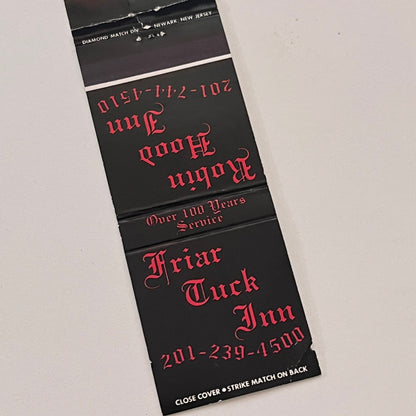 DIAMOND MATCH DIV. NEWARK, NEW JERSEY
Robin
Hood
Inn
201-744-4510
Over 100 Years
Service
Friar
Tuck
Inn
201-239-4500
CLOSE COVER • STRIKE MATCH ON BACK